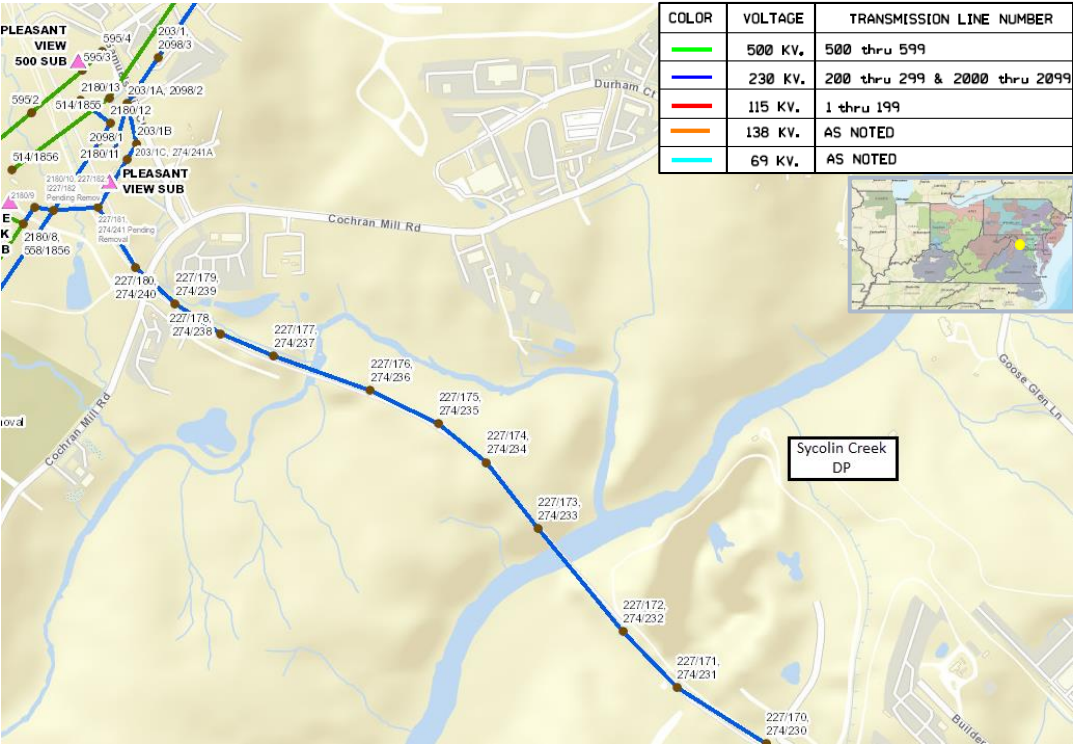 COLOR VOLTAGE TRANSMISSION LINE NUMBER
500 KV. 500 thru 599
230 KV. 200 thru 299 & 2000 thru 2099
115 KV. 1 thru 199
138 KV. AS NOTED
69 KV. AS NOTED
PLEASANT
VIEW
500 SUB
595/4
595/3
203/1,
2098/3
595/2
2180/13
514/1855
203/1A, 2098/2
2180/12
2098/1
203/1B
2180/11
203/1C, 274/241A
514/1856
PLEASANT
VIEW SUB
2180/10, 227/182
Pending Removal
2180/9
E
K
B
2180/8,
558/1856
227/181,
274/241 Pending
Removal
227/180,
274/240
227/179,
274/239
227/178,
274/238
227/177,
274/237
227/176,
274/236
227/175,
274/235
227/174,
274/234
227/173,
274/233
227/172,
274/232
227/171,
274/231
227/170,
274/230
Durham Ct
Cochran Mill Rd
Cochran Mill Rd
Goose Glen Ln
Sycolin Creek
DP
oval
Builder